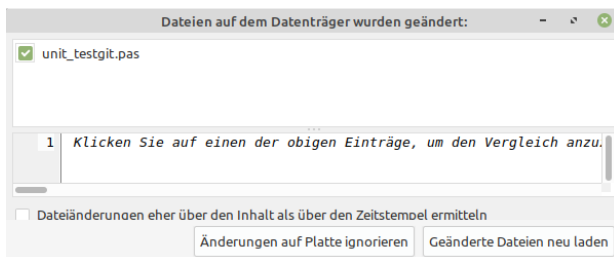 Dateien auf dem Datenträger wurden geändert:
unit_testgit.pas
1 Klicken Sie auf einen der obigen Einträge, um den Vergleich anzu
Dateiänderungen eher über den Inhalt als über den Zeitstempel ermitteln
Änderungen auf Platte ignorieren Geänderte Dateien neu laden